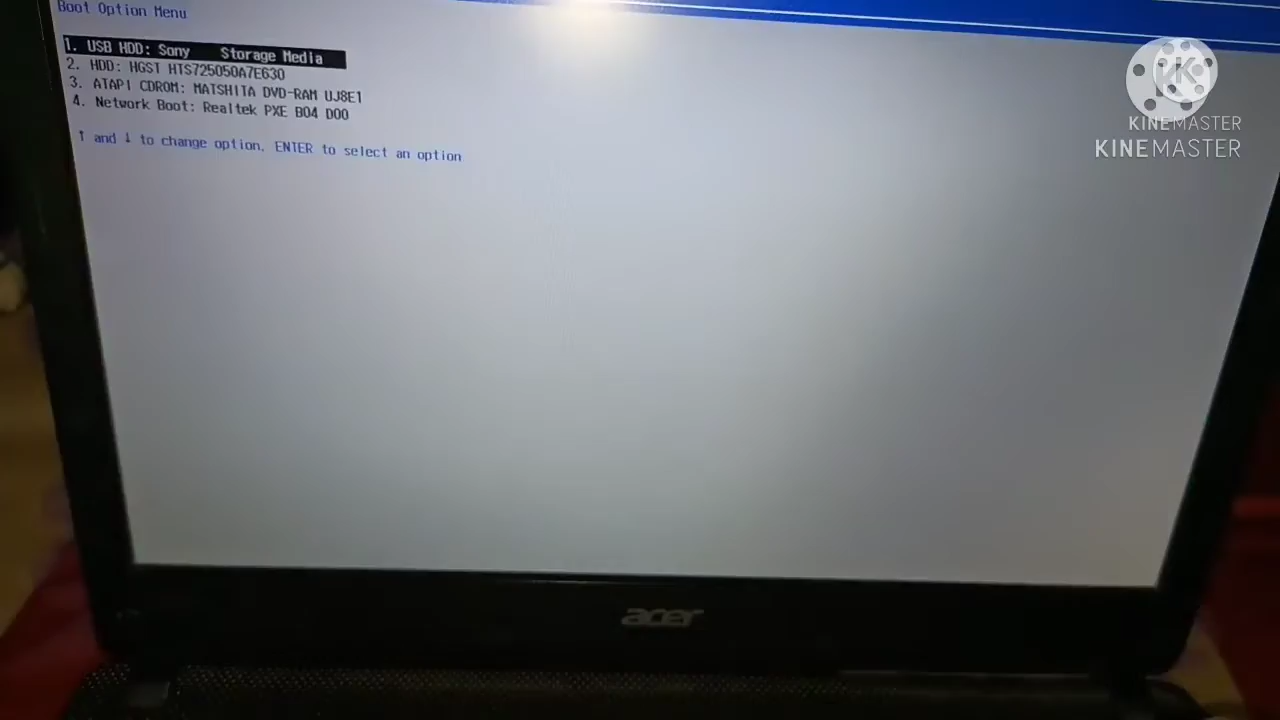 Boot Option Menu
1. USB HDD: Sony Storage Media
2. HDD: HGST HTS725050A7E630
3. ATAPI CDROM: MATSHITA DVD-RAM UJ8E1
4. Network Boot: Realtek PXE B04 D00
↑ and ↓ to change option, ENTER to select an option
KINEMASTER
KINEMASTER
acer